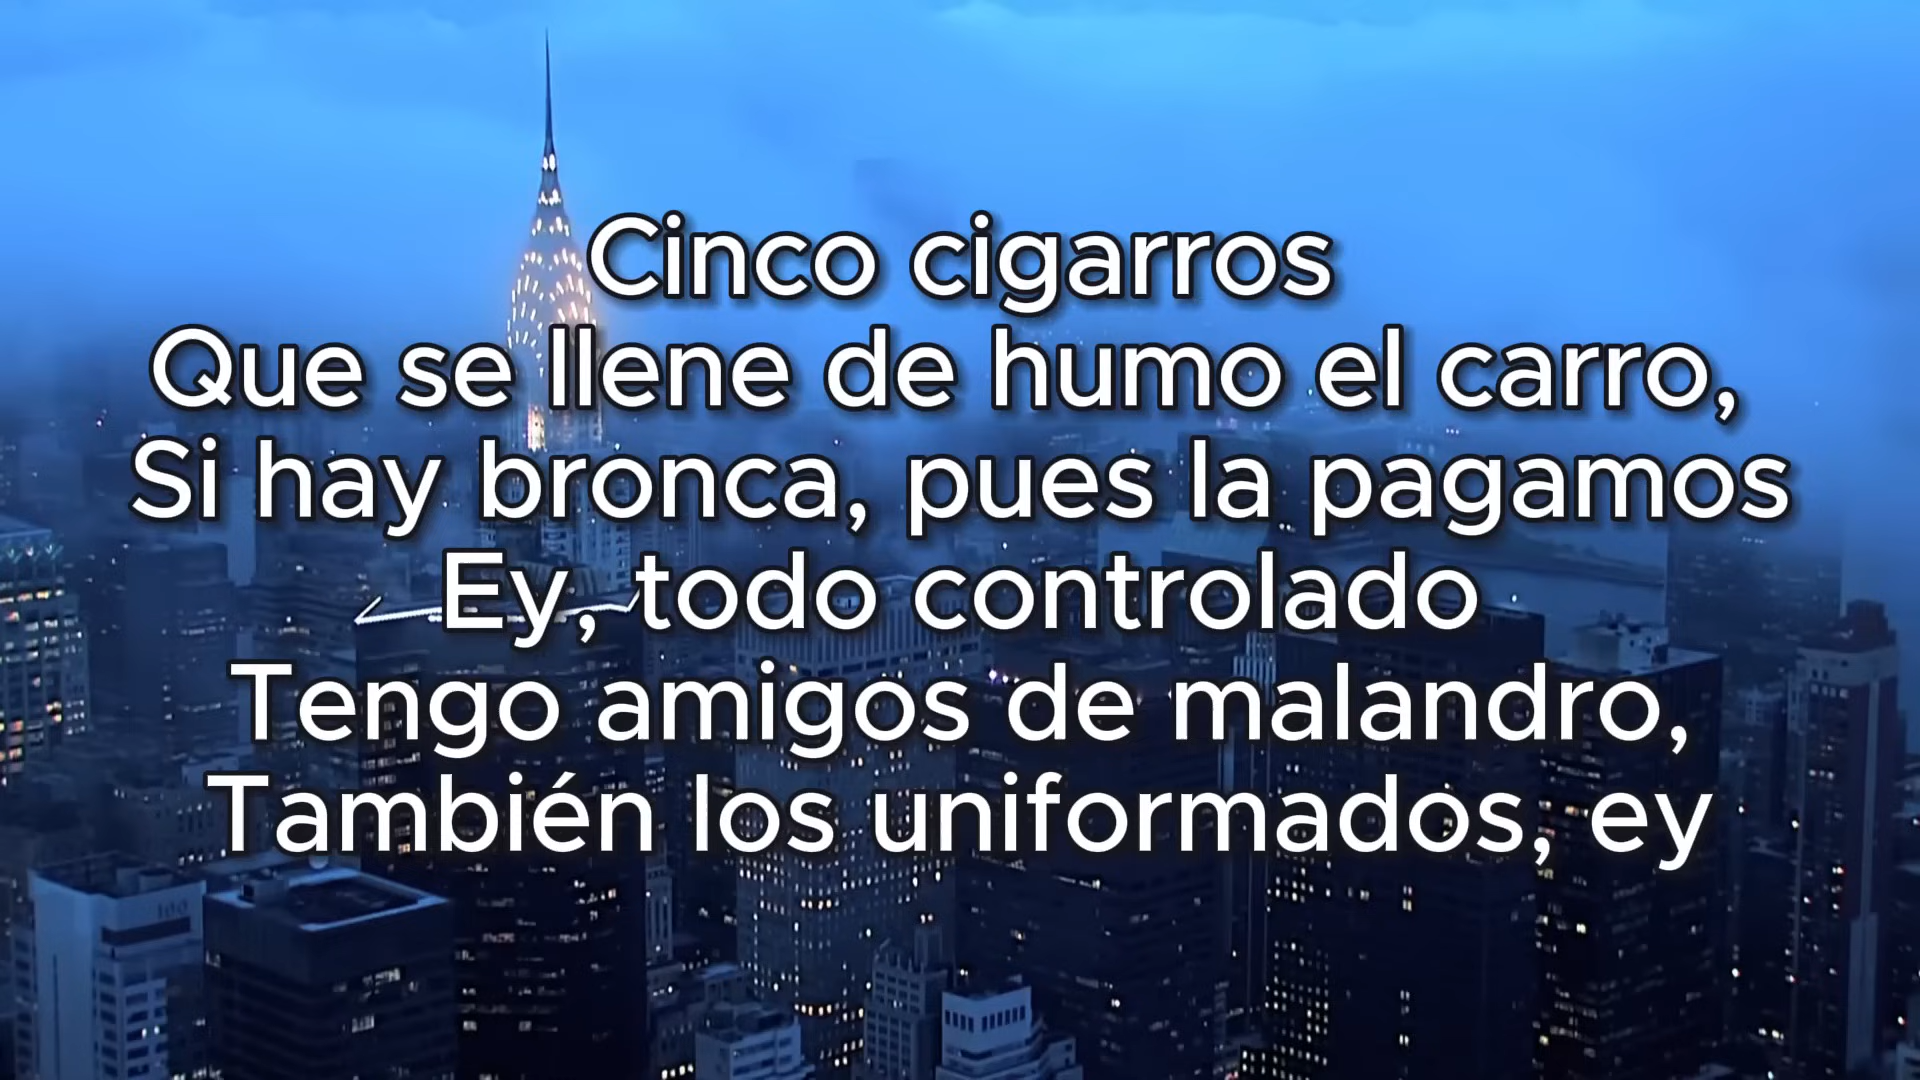 Cinco cigarros
Que se llene de humo el carro,
Si hay bronca, pues la pagamos
Ey, todo controlado
Tengo amigos de malandro,
También los uniformados, ey
100